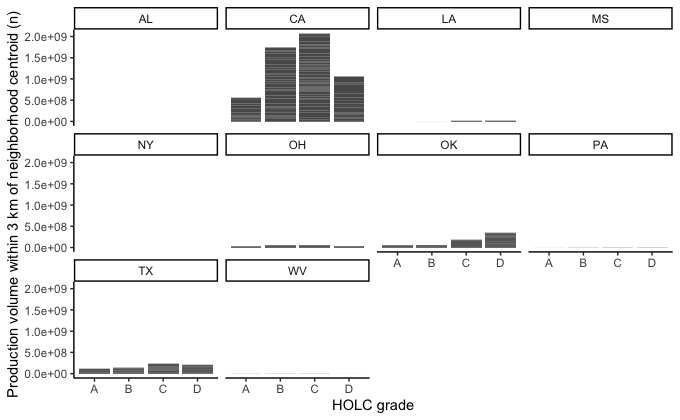 Production volume within 3 km of neighborhood centroid (n)
AL CA LA MS
2.0e+09
1.5e+09
1.0e+09
5.0e+08
0.0e+00
NY OH OK PA
2.0e+09
1.5e+09
1.0e+09
5.0e+08
0.0e+00
A B C D A B C D
TX WV
2.0e+09
1.5e+09
1.0e+09
5.0e+08
0.0e+00
A B C D A B C D
HOLC grade